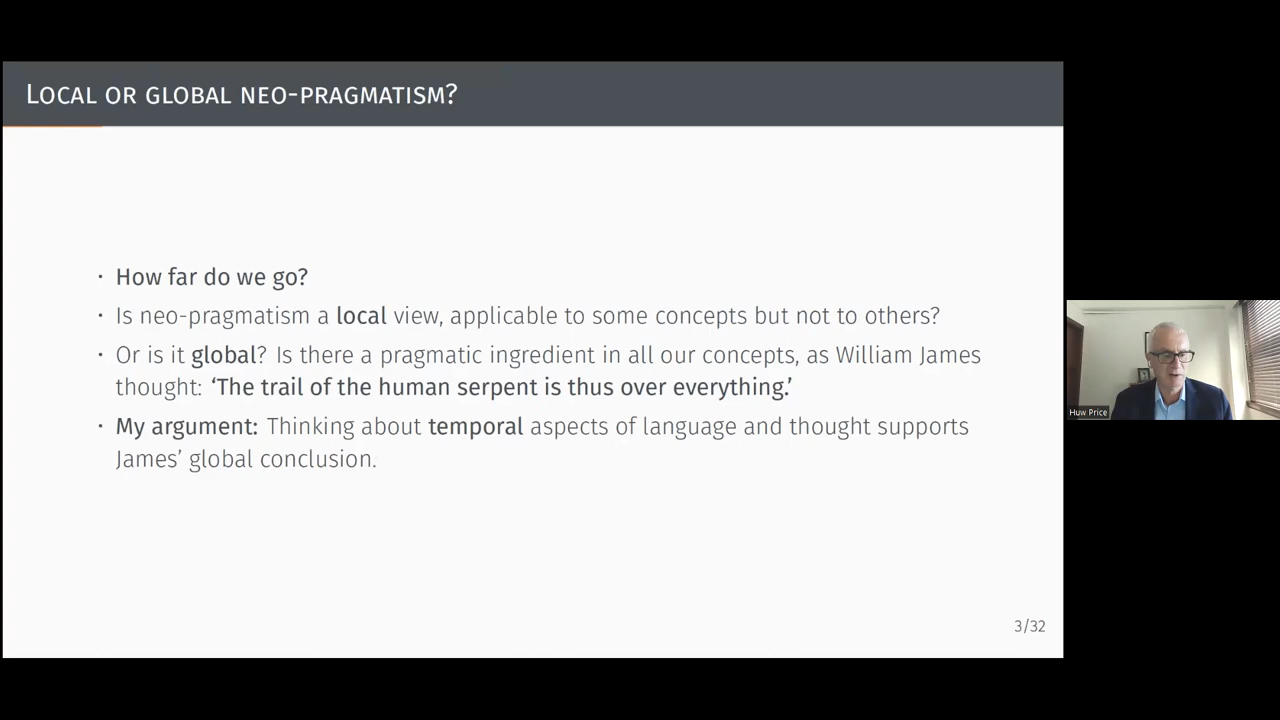 Local or global neo-pragmatism?
· How far do we go?
· Is neo-pragmatism a local view, applicable to some concepts but not to others?
· Or is it global? Is there a pragmatic ingredient in all our concepts, as William James
thought: ‘The trail of the human serpent is thus over everything.’
· My argument: Thinking about temporal aspects of language and thought supports
James’ global conclusion.
3/32
Huw Price